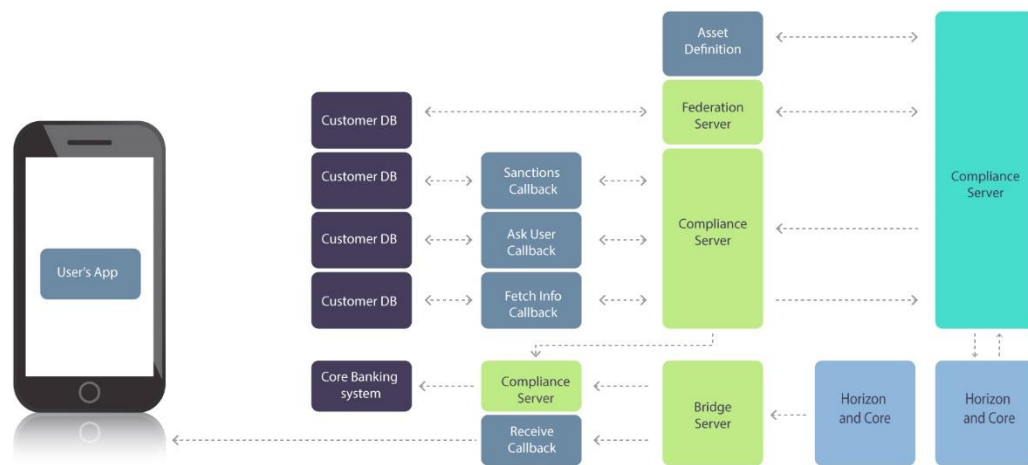 Asset
Definition
Customer DB
Federation
Server
Customer DB
Sanctions
Callback
Compliance
Server
Compliance
Server
User's App
Customer DB
Ask User
Callback
Customer DB
Fetch Info
Callback
Core Banking
system
Compliance
Server
Bridge
Server
Horizon
and Core
Horizon
and Core
Receive
Callback